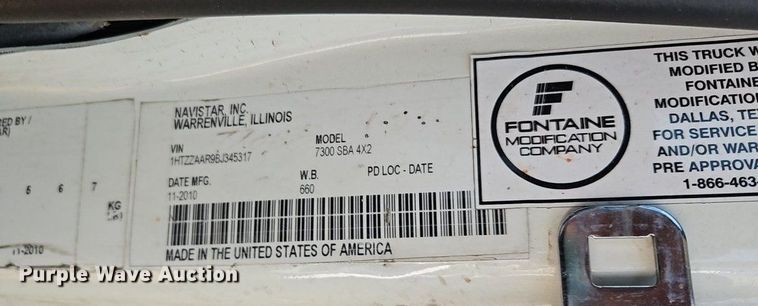 RED BY /
R)
6 6 7
KG
11-2010
NAVISTAR, INC.
WARRENVILLE, ILLINOIS
VIN
1HTZZAAR9BJ345317
MODEL
7300 SBA 4X2
DATE MFG.
11-2010
W.B.
660
PD LOC - DATE
MADE IN THE UNITED STATES OF AMERICA
FONTAINE
MODIFICATION
COMPANY
THIS TRUCK W
MODIFIED B
FONTAINE
MODIFICATION
DALLAS, TE
FOR SERVICE
AND/OR WAR
PRE APPROVA
1-866-463-
Purple Wave Auction